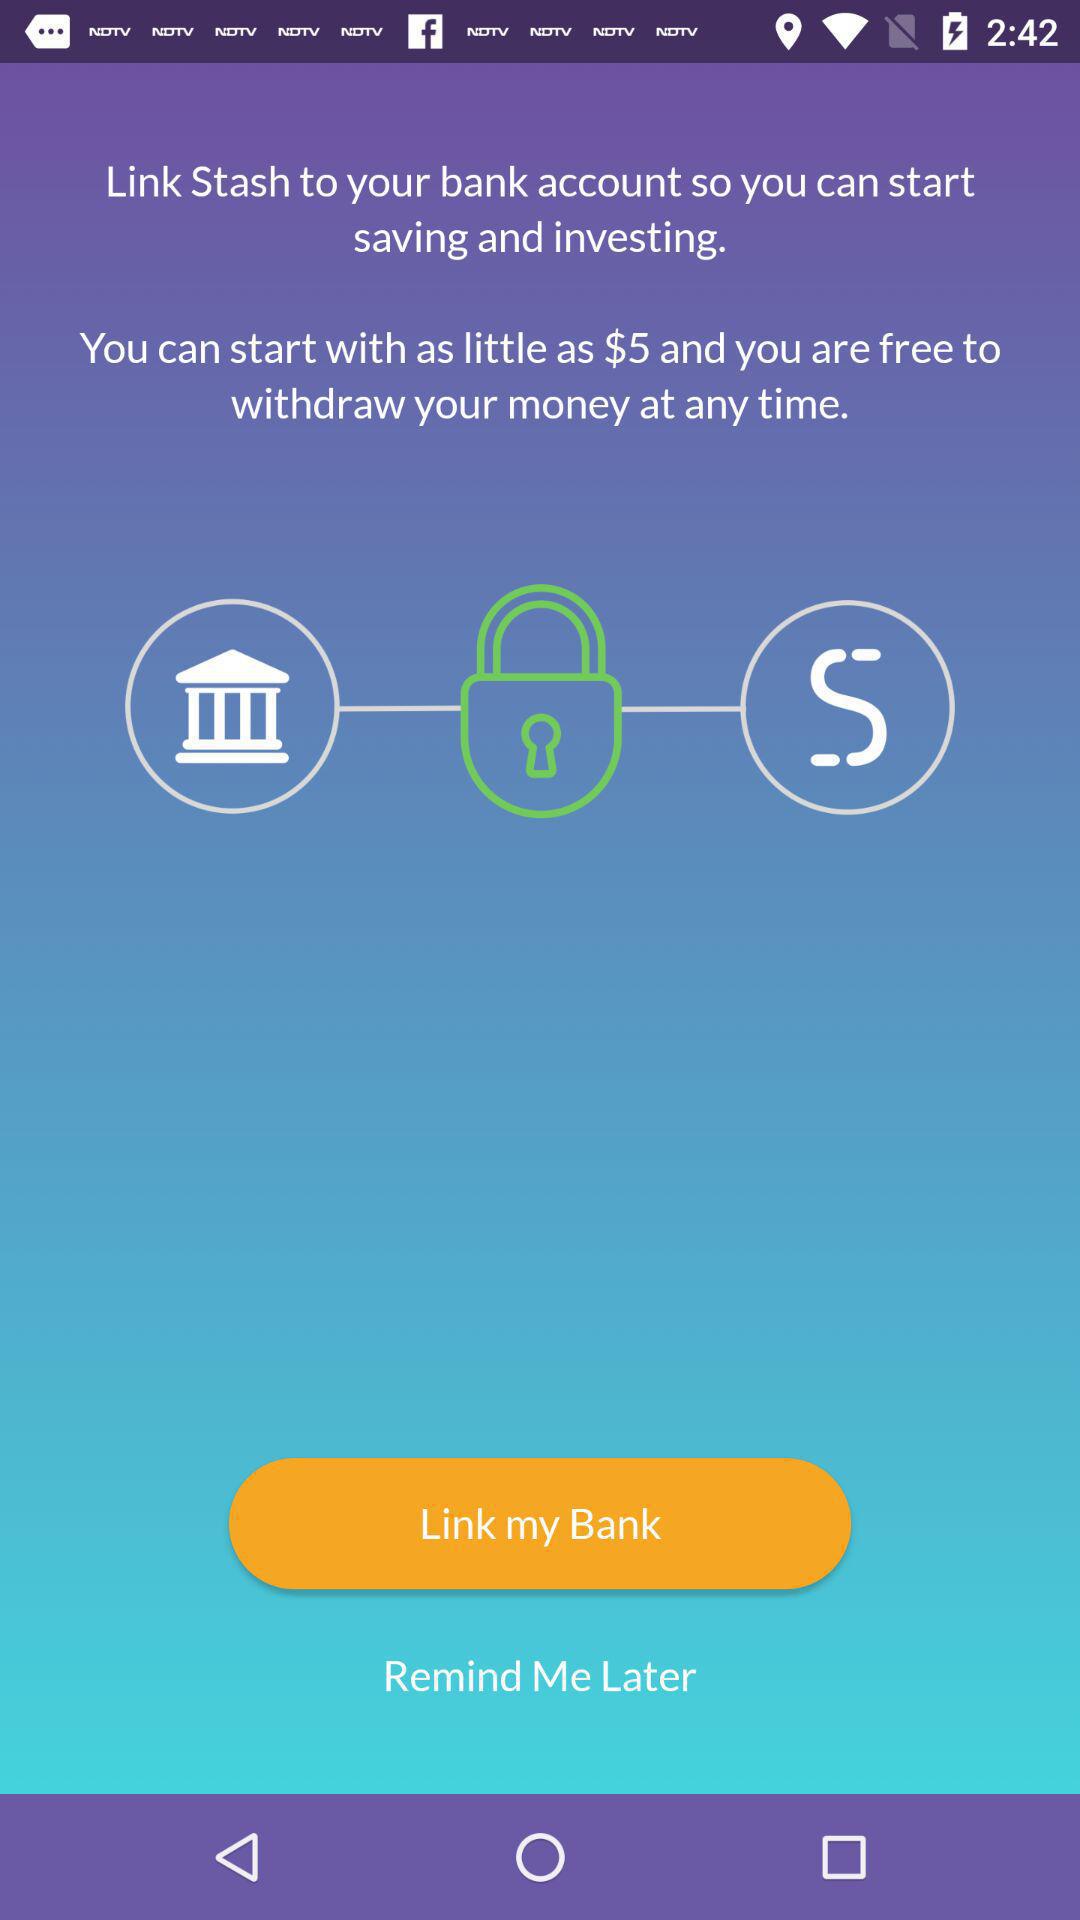 NDTV NDTV NDTV NDTV NDTV NDTV NDTV NDTV NDTV 2:42
Link Stash to your bank account so you can start
saving and investing.
You can start with as little as $5 and you are free to
withdraw your money at any time.
Link my Bank
Remind Me Later